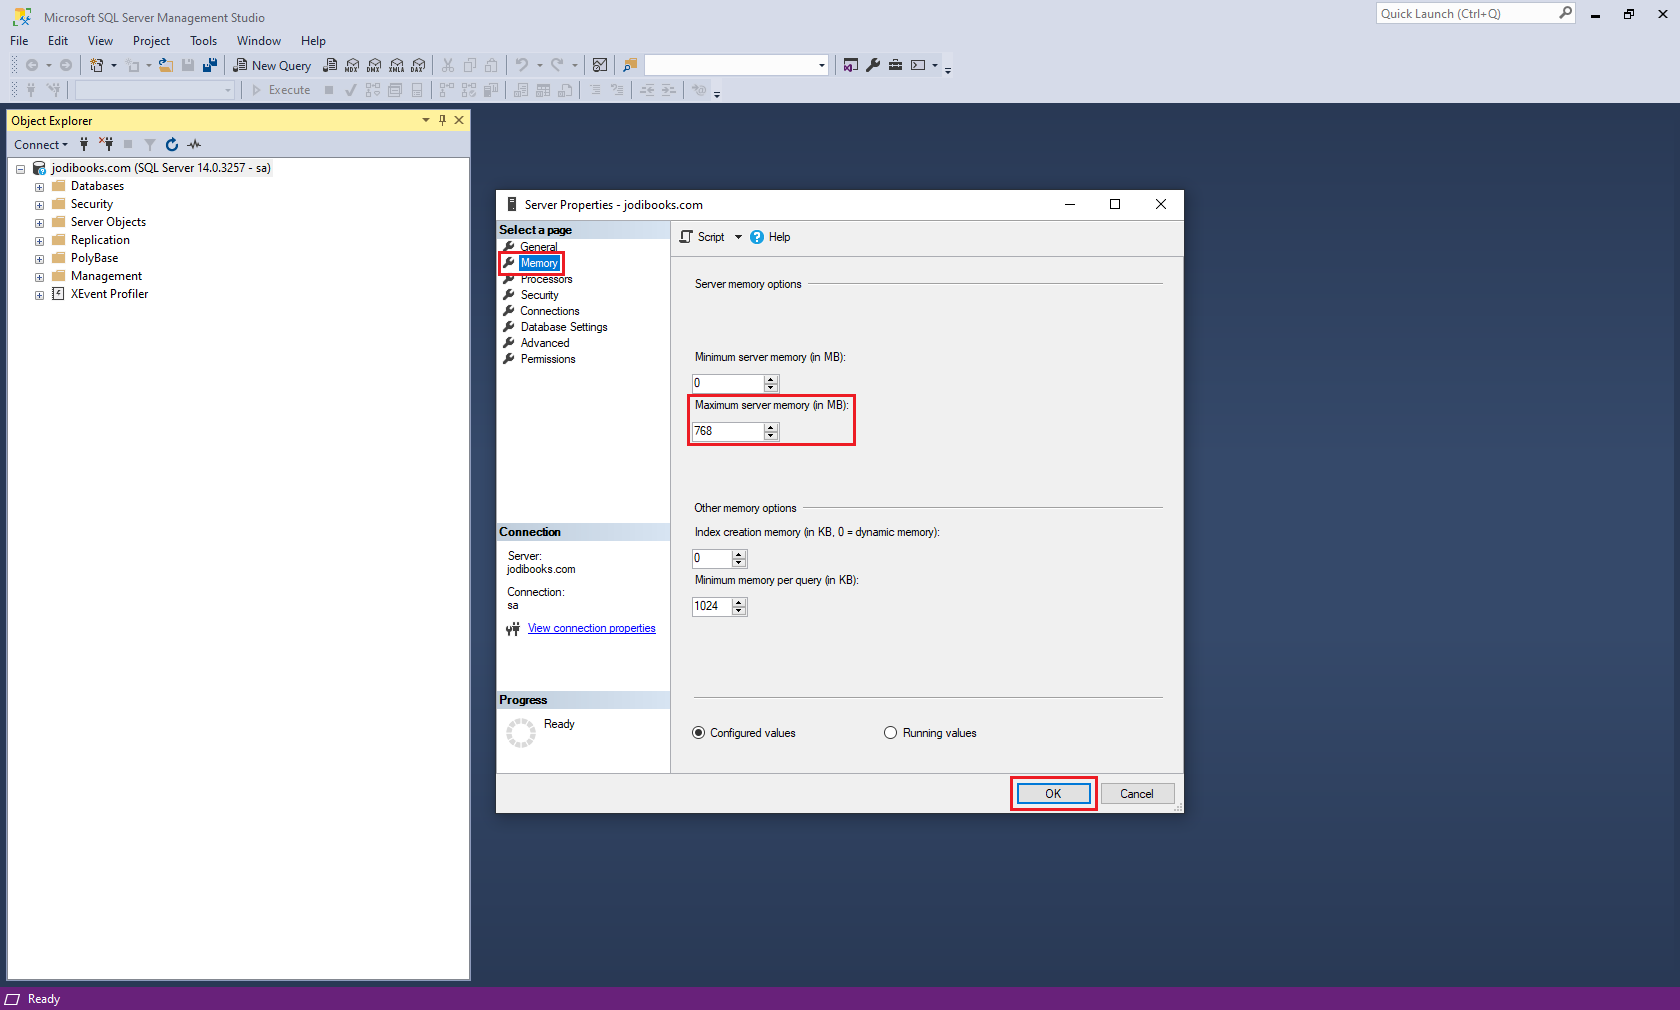 Microsoft SQL Server Management Studio
Quick Launch (Ctrl+Q)
File Edit View Project Tools Window Help
New Query
MDX DMX XMLA DAX
Execute
Object Explorer
Connect
jodibooks.com (SQL Server 14.0.3257 - sa)
Databases
Security
Server Objects
Replication
PolyBase
Management
XEvent Profiler
Server Properties - jodibooks.com
Select a page
General
Memory
Processors
Security
Connections
Database Settings
Advanced
Permissions
Connection
Server:
jodibooks.com
Connection:
sa
View connection properties
Progress
Ready
Script Help
Server memory options
Minimum server memory (in MB):
0
Maximum server memory (in MB):
768
Other memory options
Index creation memory (in KB, 0 = dynamic memory):
0
Minimum memory per query (in KB):
1024
Configured values Running values
OK Cancel
Ready